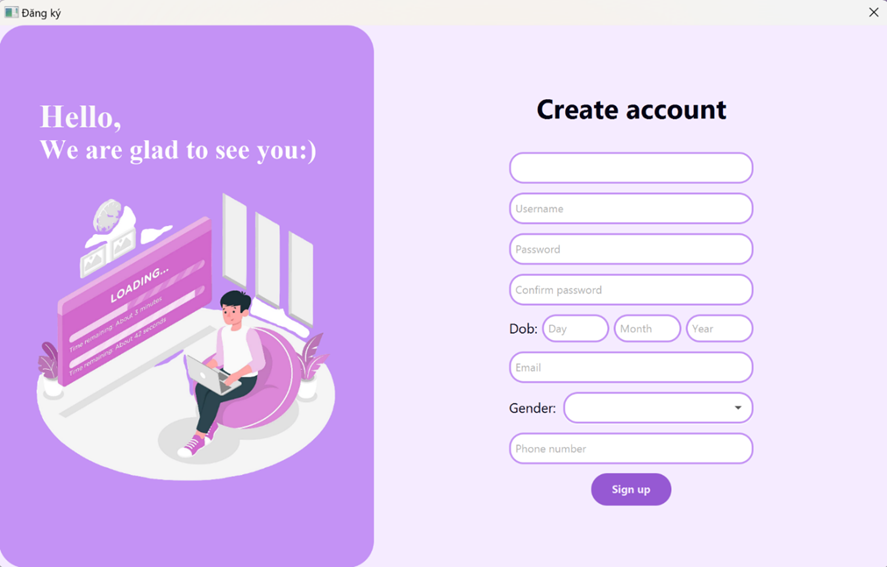 Đăng ký
Hello,
We are glad to see you:)
LOADING...
Time remaining: About 3 minutes
Time remaining: About 42 seconds
Create account
Username
Password
Confirm password
Dob: Day Month Year
Email
Gender:
Phone number
Sign up